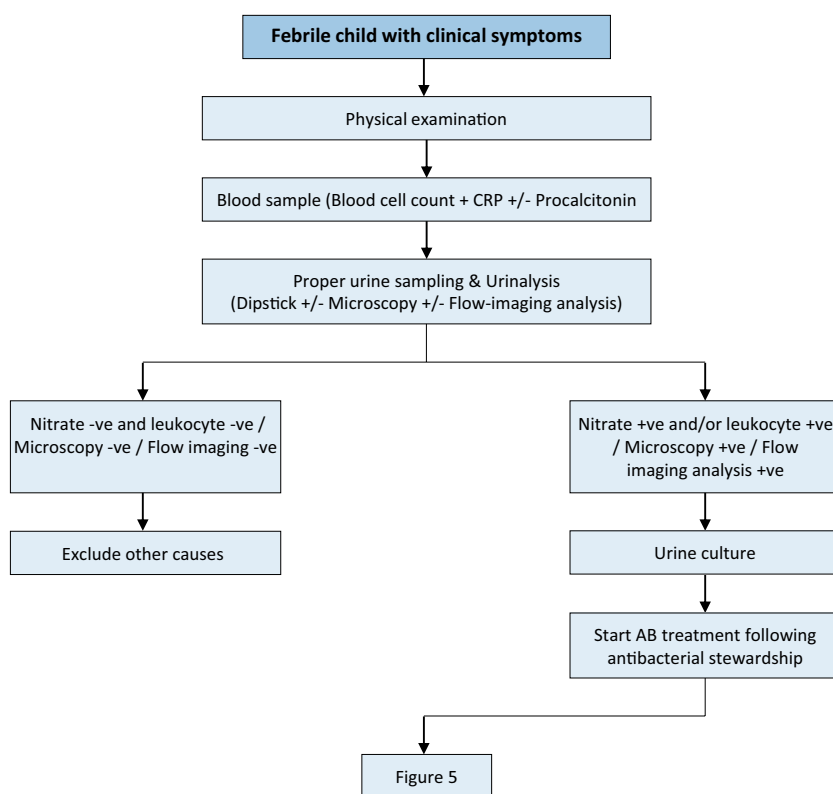 Febrile child with clinical symptoms
Physical examination
Blood sample (Blood cell count + CRP +/- Procalcitonin
Proper urine sampling & Urinalysis
(Dipstick +/- Microscopy +/- Flow-imaging analysis)
Nitrate -ve and leukocyte -ve /
Microscopy -ve / Flow imaging -ve
Nitrate +ve and/or leukocyte +ve
/ Microscopy +ve / Flow
imaging analysis +ve
Exclude other causes
Urine culture
Start AB treatment following
antibacterial stewardship
Figure 5